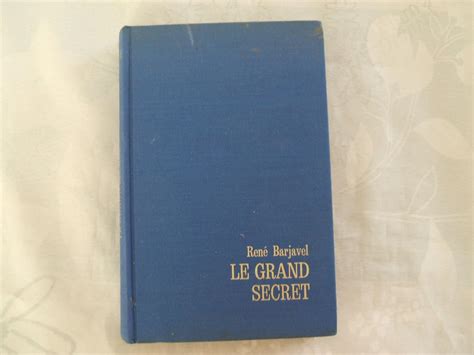 René Barjavel
LE GRAND
SECRET